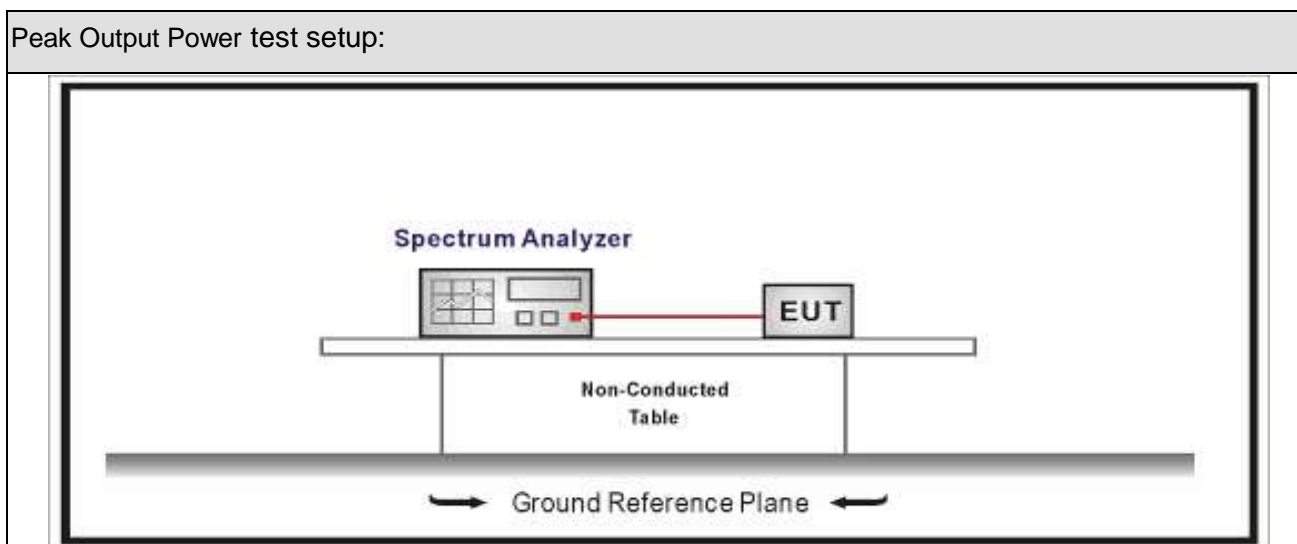 Peak Output Power test setup:
Spectrum Analyzer
EUT
Non-Conducted
Table
Ground Reference Plane